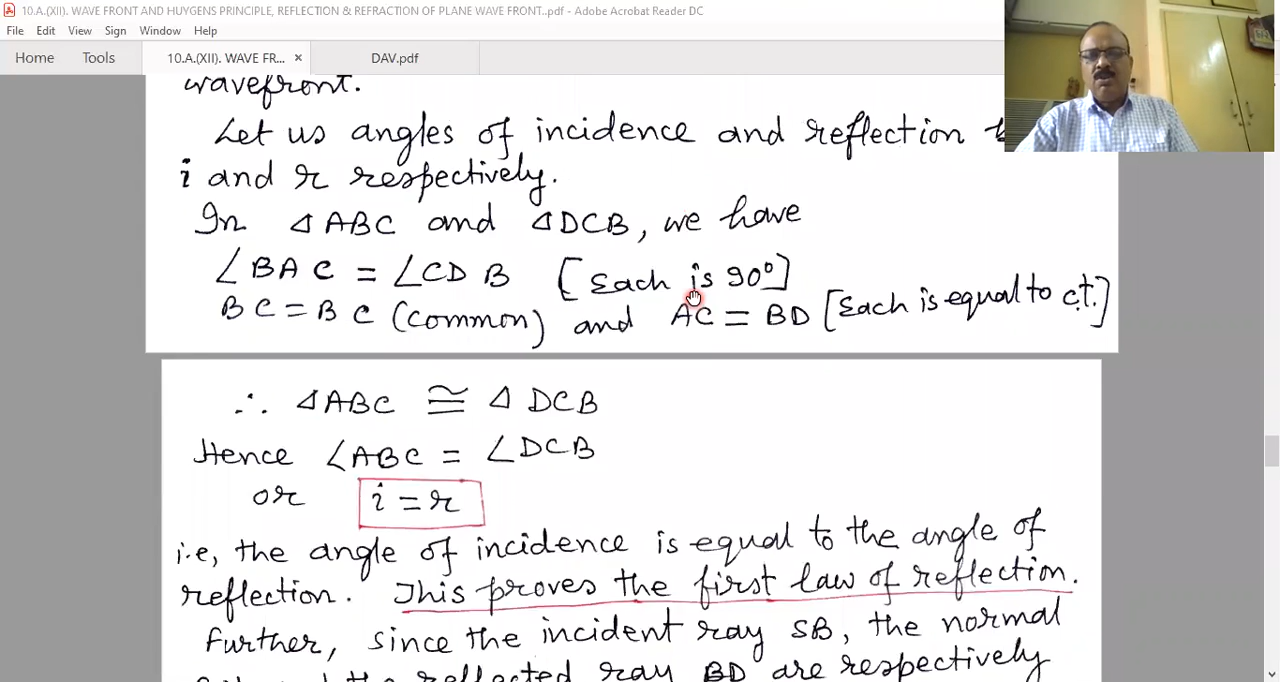 10.A.(XII). WAVE FRONT AND HUYGENS PRINCIPLE, REFLECTION & REFRACTION OF PLANE WAVE FRONT..pdf - Adobe Acrobat Reader DC
File Edit View Sign Window Help
Home Tools 10.A.(XII). WAVE FR... × DAV.pdf
wavefront.
Let us angles of incidence and reflection
i and r respectively.
In △ABC and △DCB, we have
∠BAC = ∠CDB [Each is 90°]
BC = BC (common) and AC = BD [Each is equal to c.t.]
∴ △ABC ≅ △DCB
Hence ∠ABC = ∠DCB
or i = r
i.e, the angle of incidence is equal to the angle of
reflection. This proves the first law of reflection.
Further, since the incident ray SB, the normal
and the reflected ray BD are respectively